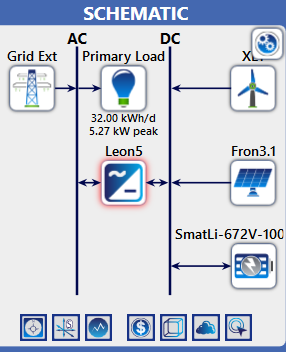 SCHEMATIC
AC
DC
Grid Ext
Primary Load
32.00 kWh/d
5.27 kW peak
Leon5
Fron3.1
SmatLi-672V-100